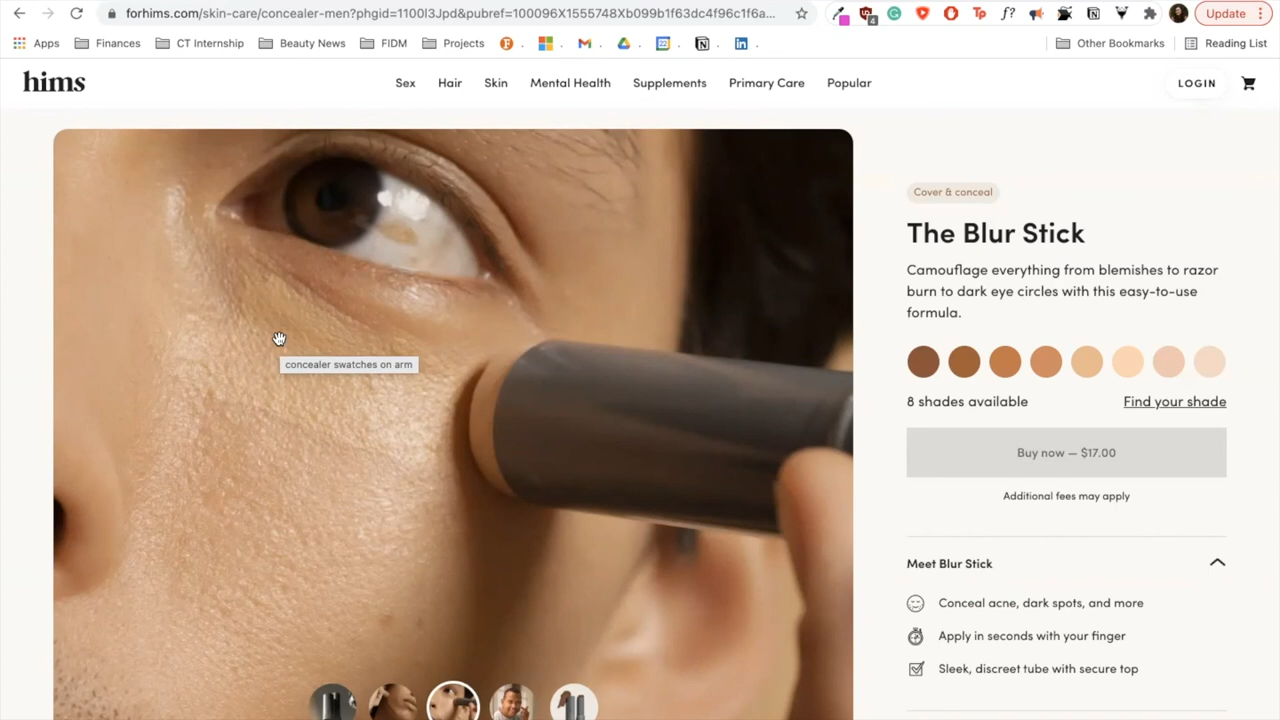 forhims.com/skin-care/concealer-men?phgid=1100l3Jpd&pubref=100096X1555748Xb099b1f63dc4f96c1f6a...
4
Tp
f?
Update
Apps
Finances
CT Internship
Beauty News
FIDM
Projects
22
Other Bookmarks
Reading List
hims
Sex
Hair
Skin
Mental Health
Supplements
Primary Care
Popular
LOGIN
concealer swatches on arm
Cover & conceal
The Blur Stick
Camouflage everything from blemishes to razor
burn to dark eye circles with this easy-to-use
formula.
8 shades available
Find your shade
Buy now — $17.00
Additional fees may apply
Meet Blur Stick
Conceal acne, dark spots, and more
Apply in seconds with your finger
Sleek, discreet tube with secure top